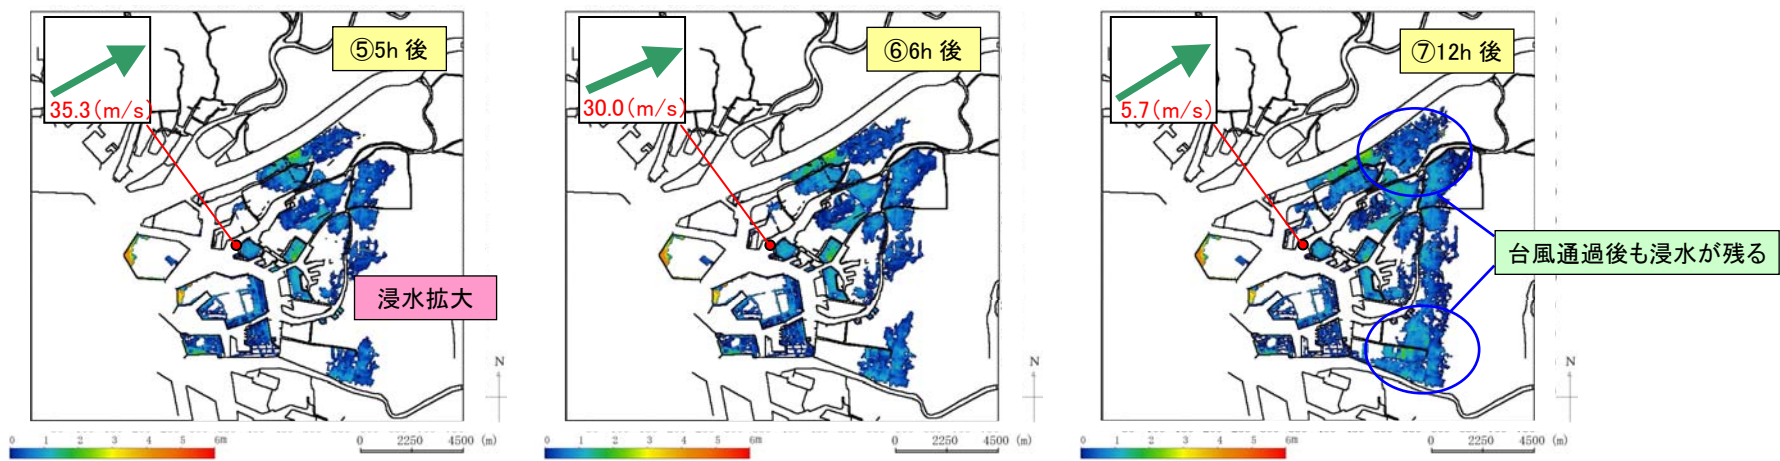 ⑤5h 後
35.3(m/s)
浸水拡大
N
0 1 2 3 4 5 6m
0 2250 4500 (m)
⑥6h 後
30.0(m/s)
N
0 1 2 3 4 5 6m
0 2250 4500 (m)
⑦12h 後
5.7(m/s)
台風通過後も浸水が残る
N
0 1 2 3 4 5 6m
0 2250 4500 (m)